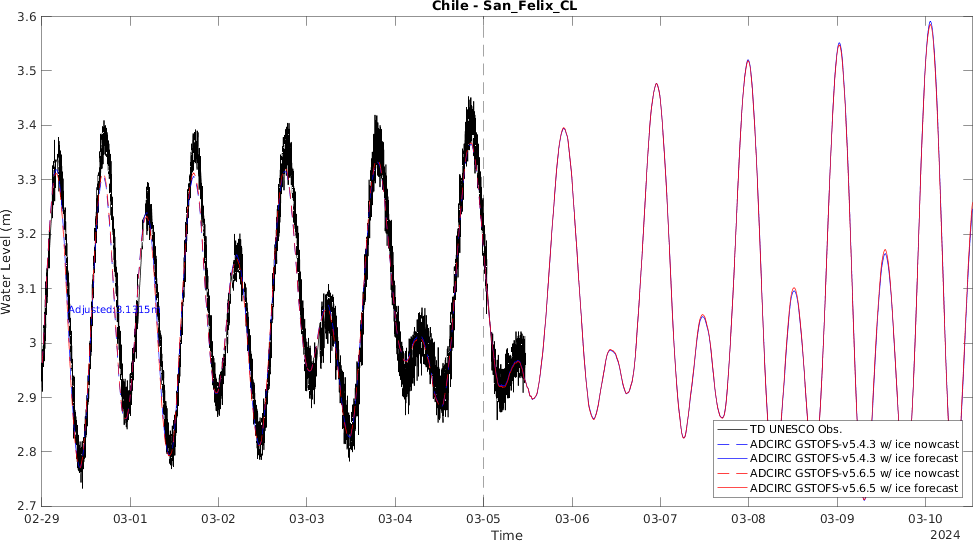 Chile - San_Felix_CL
3.6
3.5
3.4
3.3
3.2
3.1
3
2.9
2.8
2.7
Water Level (m)
Adjusted:3.1315m
TD UNESCO Obs.
ADCIRC GSTOFS-v5.4.3 w/ ice nowcast
ADCIRC GSTOFS-v5.4.3 w/ ice forecast
ADCIRC GSTOFS-v5.6.5 w/ ice nowcast
ADCIRC GSTOFS-v5.6.5 w/ ice forecast
02-29 03-01 03-02 03-03 03-04 03-05 03-06 03-07 03-08 03-09 03-10
Time
2024